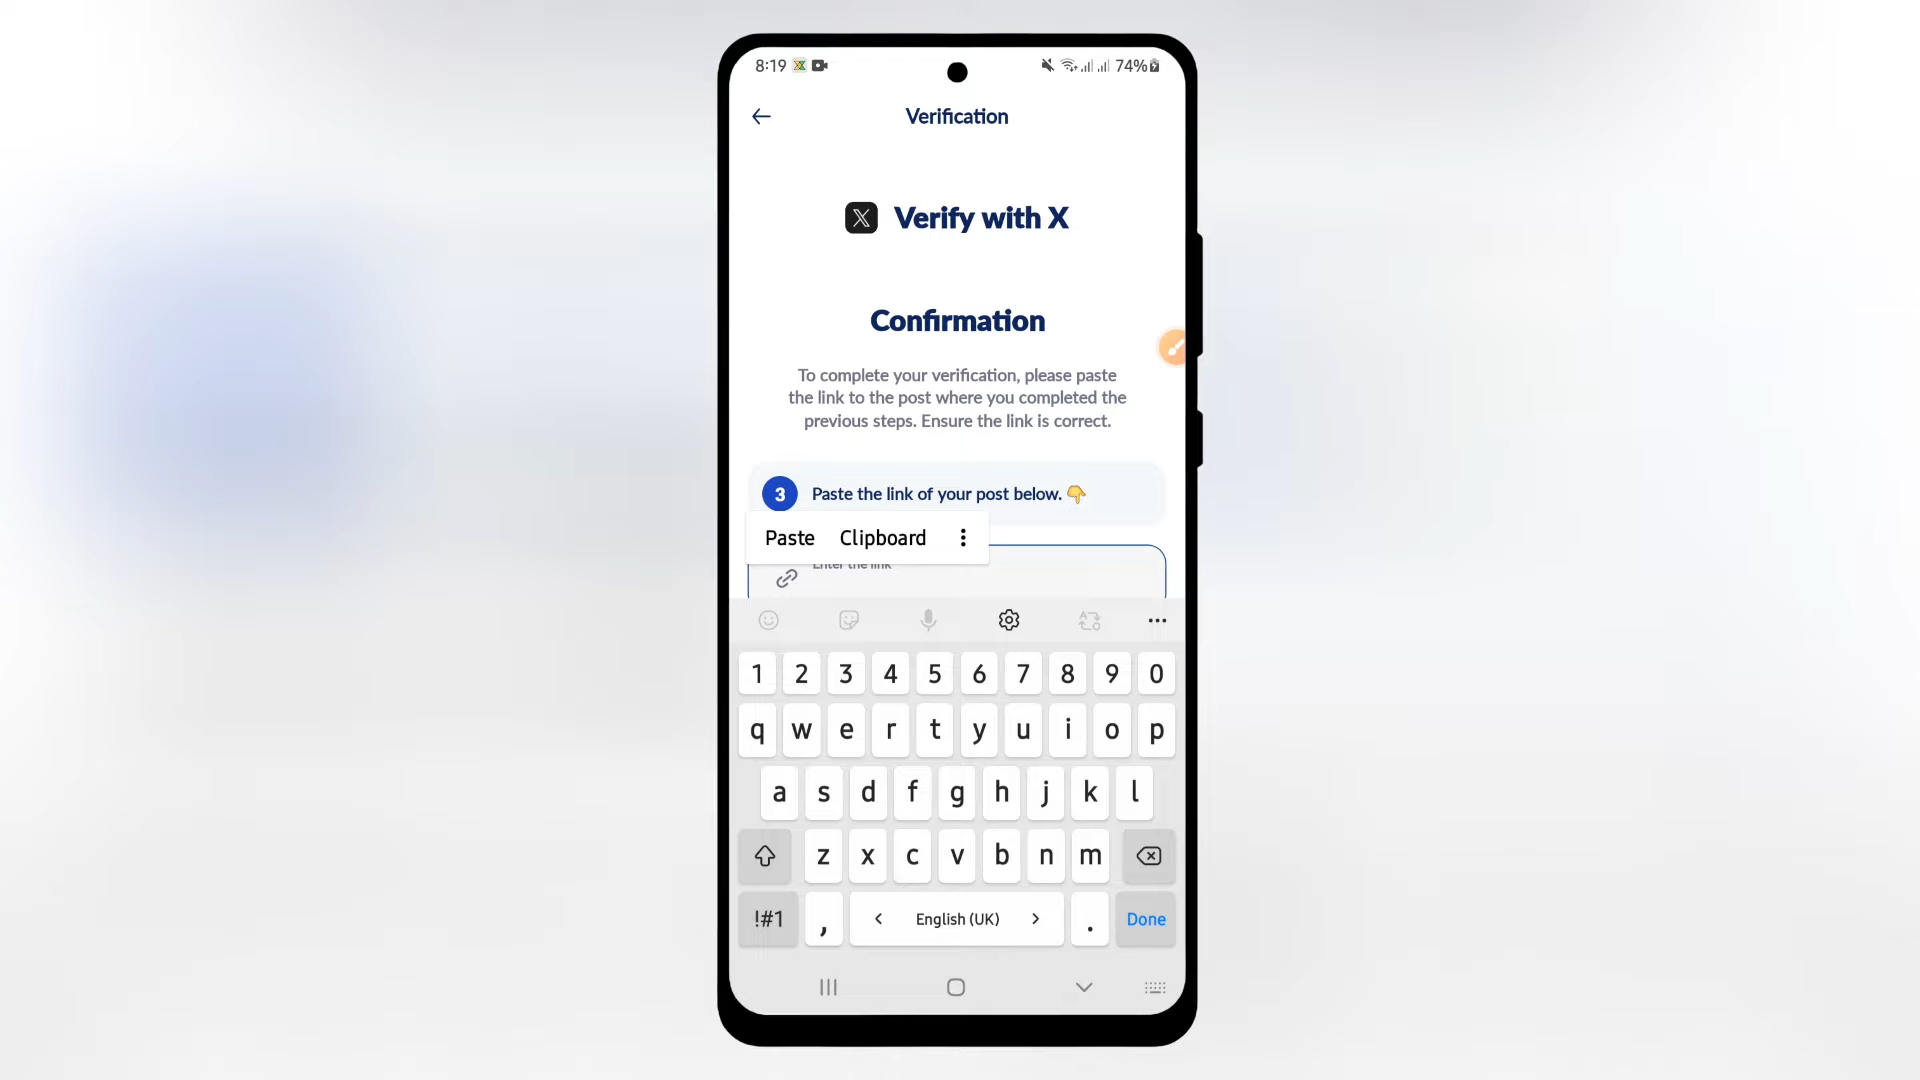 8:19
74%
Verification
Verify with X
Confirmation
To complete your verification, please paste
the link to the post where you completed the
previous steps. Ensure the link is correct.
3 Paste the link of your post below. 👇
Paste Clipboard
Enter the link
1 2 3 4 5 6 7 8 9 0
q w e r t y u i o p
a s d f g h j k l
z x c v b n m
!#1 , < English (UK) > . Done